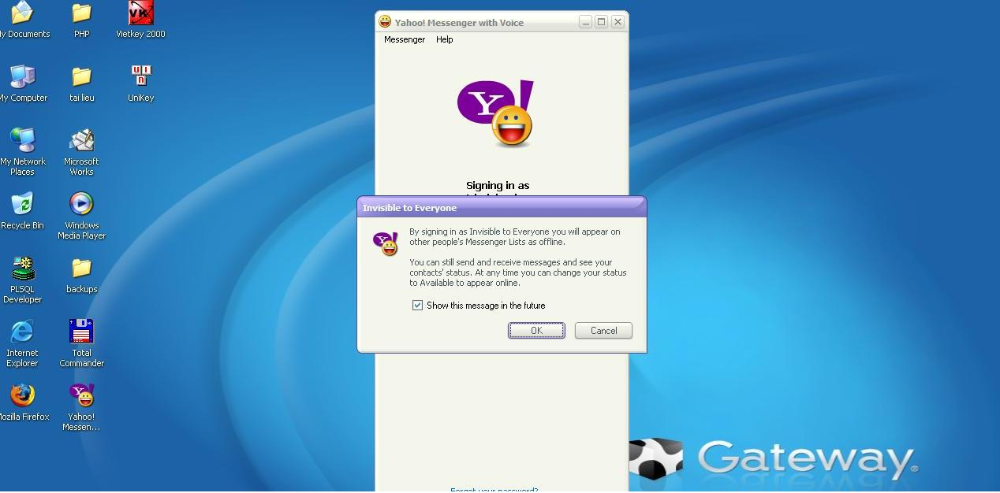 My Documents
PHP
Vietkey 2000
My Computer
tai lieu
UniKey
My Network
Places
Microsoft
Works
Recycle Bin
Windows
Media Player
PLSQL
Developer
backups
Internet
Explorer
Total
Commander
Mozilla Firefox
Yahoo!
Messen...
Yahoo! Messenger with Voice
Messenger Help
Y!
Signing in as
Invisible to Everyone
By signing in as Invisible to Everyone you will appear on
other people's Messenger Lists as offline.
You can still send and receive messages and see your
contacts' status. At any time you can change your status
to Available to appear online.
Show this message in the future
OK Cancel
Forgot your password?
Gateway